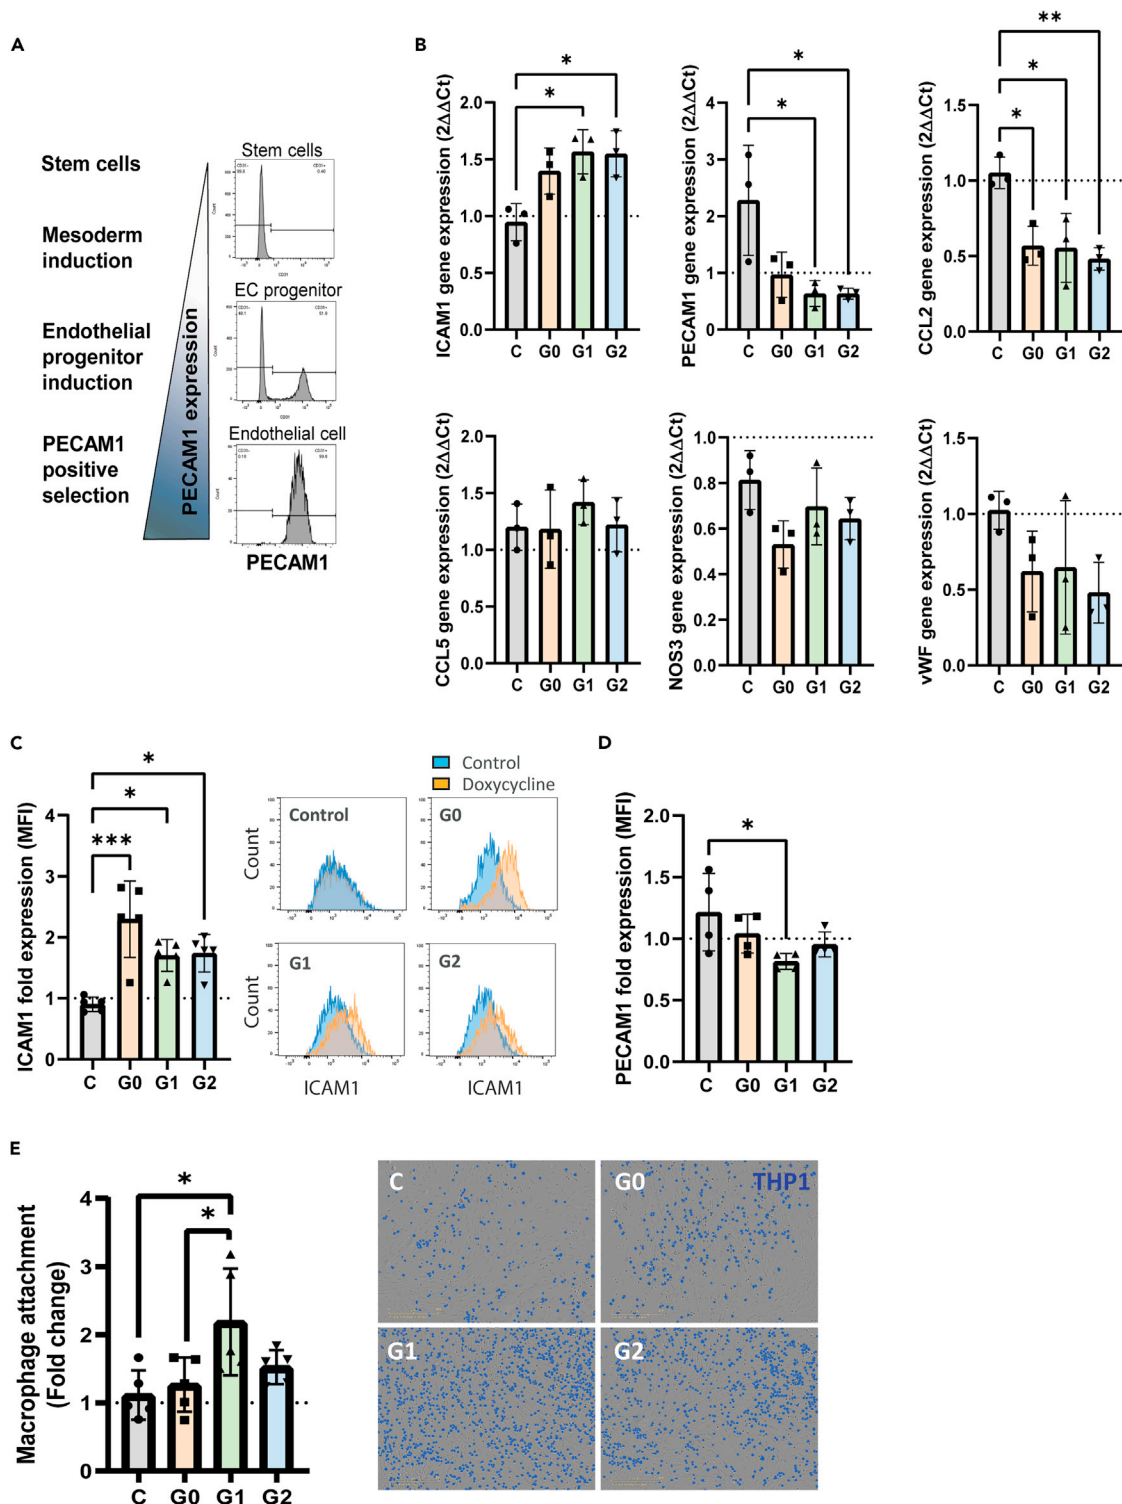 A
Stem cells
Mesoderm
induction
Endothelial
progenitor
induction
PECAM1
positive
selection
PECAM1 expression
Stem cells
Count
CD31
EC progenitor
Count
CD31
Endothelial cell
Count
PECAM1
B
ICAM1 gene expression (2ΔΔCt)
2.0
1.5
1.0
0.5
0.0
*
*
C G0 G1 G2
PECAM1 gene expression (2ΔΔCt)
4
3
2
1
0
*
*
C G0 G1 G2
CCL2 gene expression (2ΔΔCt)
1.5
1.0
0.5
0.0
**
*
*
C G0 G1 G2
CCL5 gene expression (2ΔΔCt)
2.0
1.5
1.0
0.5
0.0
C G0 G1 G2
NOS3 gene expression (2ΔΔCt)
1.0
0.8
0.6
0.4
0.2
0.0
C G0 G1 G2
vWF gene expression (2ΔΔCt)
1.5
1.0
0.5
0.0
C G0 G1 G2
C
ICAM1 fold expression (MFI)
4
3
2
1
0
*
*
***
C G0 G1 G2
Control
Doxycycline
Control
G0
Count
G1
G2
Count
ICAM1
ICAM1
D
PECAM1 fold expression (MFI)
2.0
1.5
1.0
0.5
0.0
*
C G0 G1 G2
E
Macrophage attachment
(Fold change)
4
3
2
1
0
*
*
C G0 G1 G2
C
G0
THP1
G1
G2